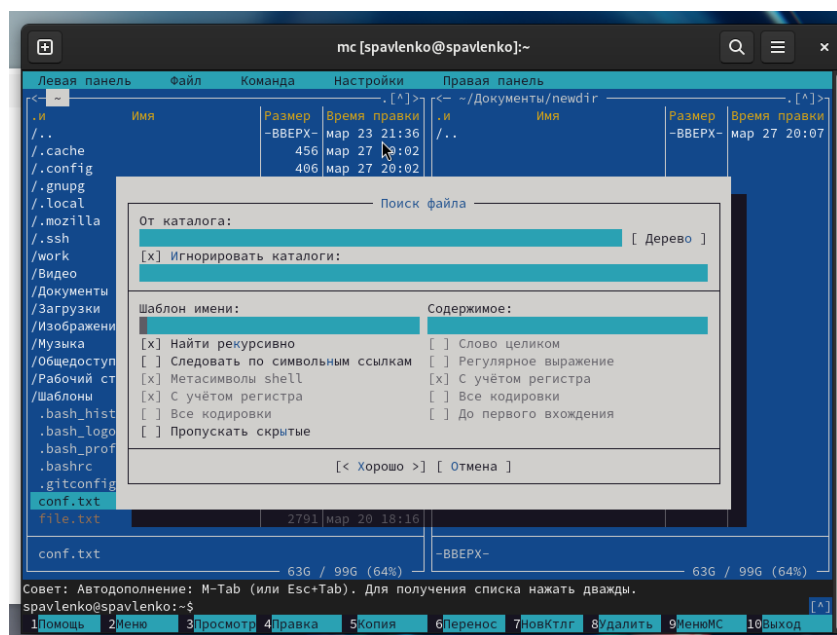 mc [spavlenko@spavlenko]:~
Левая панель Файл Команда Настройки Правая панель
<─ ~ .[^]> <─ ~/Документы/newdir .[^]>
.и Имя Размер Время правки .и Имя Размер Время правки
/.. -ВВЕРХ- мар 23 21:36 /.. -ВВЕРХ- мар 27 20:07
/.cache 456 мар 27 :02
/.config 406 мар 27 20:02
/.gnupg
/.local
/.mozilla
/.ssh
/work
/Видео
/Документы
/Загрузки
/Изображени
/Музыка
/Общедоступ
/Рабочий ст
/Шаблоны
.bash_hist
.bash_logo
.bash_prof
.bashrc
.gitconfig
conf.txt
file.txt 2791 мар 20 18:16
Поиск файла
От каталога:
[ Дерево ]
[x] Игнорировать каталоги:
Шаблон имени: Содержимое:
[x] Найти рекурсивно [ ] Слово целиком
[ ] Следовать по символьным ссылкам [ ] Регулярное выражение
[x] Метасимволы shell [x] С учётом регистра
[x] С учётом регистра [ ] Все кодировки
[ ] Все кодировки [ ] До первого вхождения
[ ] Пропускать скрытые
[< Хорошо >] [ Отмена ]
conf.txt -ВВЕРХ-
63G / 99G (64%) 63G / 99G (64%)
Совет: Автодополнение: M-Tab (или Esc+Tab). Для получения списка нажать дважды.
spavlenko@spavlenko:~$ [^]
1Помощь 2Меню 3Просмотр 4Правка 5Копия 6Перенос 7НовКтлг 8Удалить 9МенюMC 10Выход